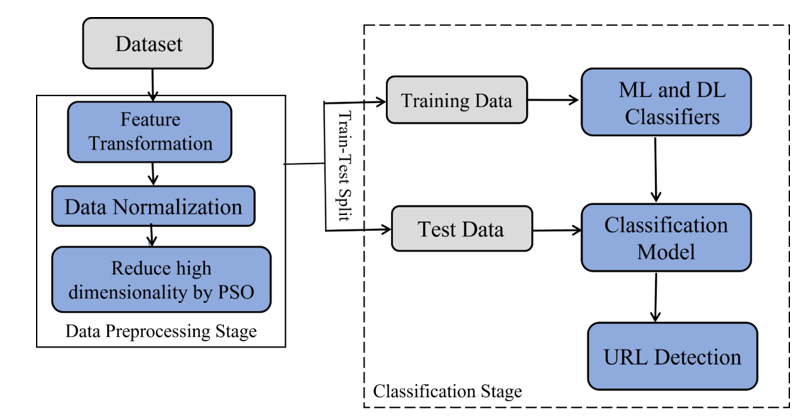 Dataset
Feature
Transformation
Data Normalization
Reduce high
dimensionality by PSO
Data Preprocessing Stage
Train-Test Split
Training Data
ML and DL
Classifiers
Test Data
Classification
Model
URL Detection
Classification Stage